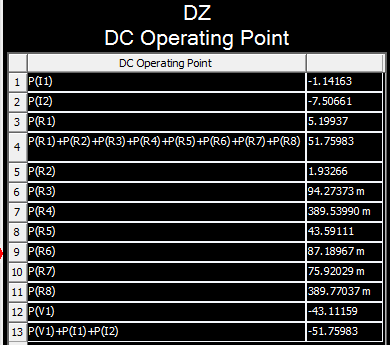 DZ
DC Operating Point
DC Operating Point
1 P(I1) -1.14163
2 P(I2) -7.50661
3 P(R1) 5.19937
4 P(R1)+P(R2)+P(R3)+P(R4)+P(R5)+P(R6)+P(R7)+P(R8) 51.75983
5 P(R2) 1.93266
6 P(R3) 94.27373 m
7 P(R4) 389.53990 m
8 P(R5) 43.59111
9 P(R6) 87.18967 m
10 P(R7) 75.92029 m
11 P(R8) 389.77037 m
12 P(V1) -43.11159
13 P(V1)+P(I1)+P(I2) -51.75983